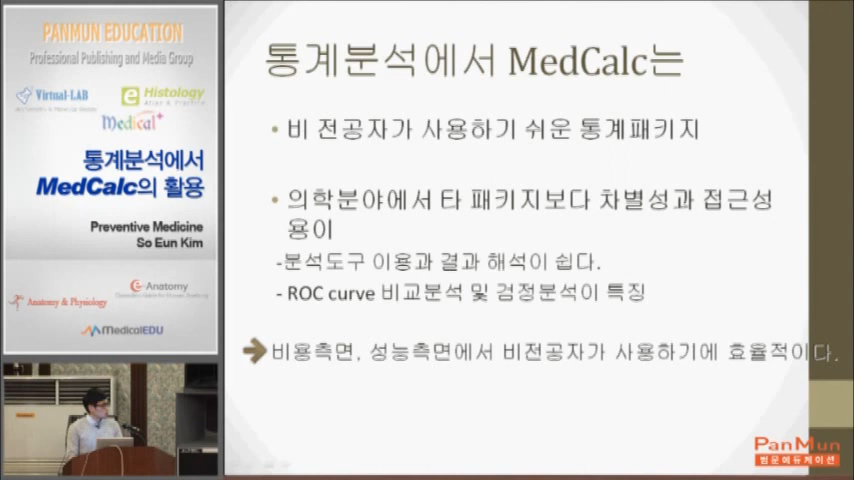 PANMUN EDUCATION
Professional Publishing and Media Group
Virtual-LAB
e Histology
Atlas & Practice
Medical+
통계분석에서
MedCalc의 활용
Preventive Medicine
So Eun Kim
e-Anatomy
Anatomy & Physiology
MedicalEDU
통계분석에서 MedCalc는
• 비 전공자가 사용하기 쉬운 통계패키지
• 의학분야에서 타 패키지보다 차별성과 접근성
용이
-분석도구 이용과 결과 해석이 쉽다.
- ROC curve 비교분석 및 검정분석이 특징
비용측면, 성능측면에서 비전공자가 사용하기에 효율적이다.
PanMun
범문에듀케이션